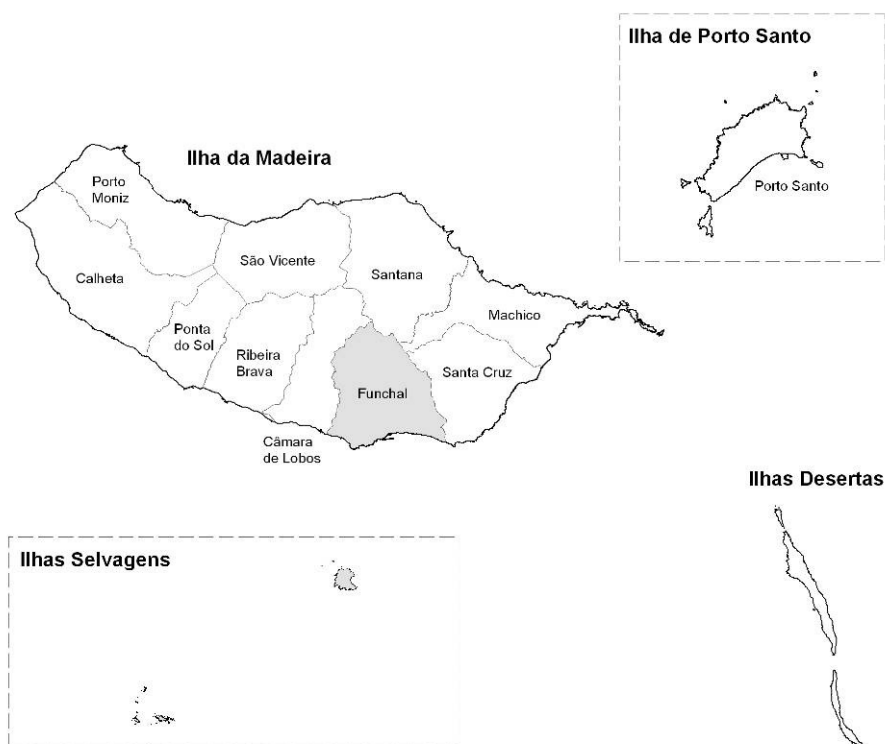 Ilha de Porto Santo
Porto Santo
Ilha da Madeira
Porto
Moniz
São Vicente
Calheta
Santana
Machico
Ponta
do Sol
Ribeira
Brava
Santa Cruz
Funchal
Câmara
de Lobos
Ilhas Desertas
Ilhas Selvagens